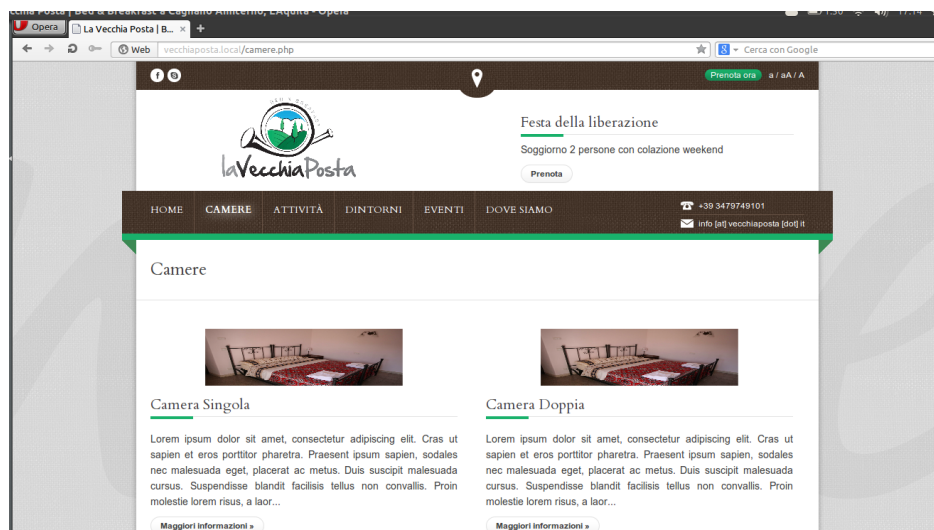 Opera
La Vecchia Posta | B...
Web
vecchiaposta.local/camere.php
Cerca con Google
Prenota ora
a / aA / A
laVecchiaPosta
Festa della liberazione
Soggiorno 2 persone con colazione weekend
Prenota
HOME CAMERE ATTIVITÀ DINTORNI EVENTI DOVE SIAMO
+39 3479749101
info [at] vecchiaposta [dot] it
Camere
Camera Singola
Lorem ipsum dolor sit amet, consectetur adipiscing elit. Cras ut
sapien et eros porttitor pharetra. Praesent ipsum sapien, sodales
nec malesuada eget, placerat ac metus. Duis suscipit malesuada
cursus. Suspendisse blandit facilisis tellus non convallis. Proin
molestie lorem risus, a laor...
Maggiori informazioni »
Camera Doppia
Lorem ipsum dolor sit amet, consectetur adipiscing elit. Cras ut
sapien et eros porttitor pharetra. Praesent ipsum sapien, sodales
nec malesuada eget, placerat ac metus. Duis suscipit malesuada
cursus. Suspendisse blandit facilisis tellus non convallis. Proin
molestie lorem risus, a laor...
Maggiori informazioni »